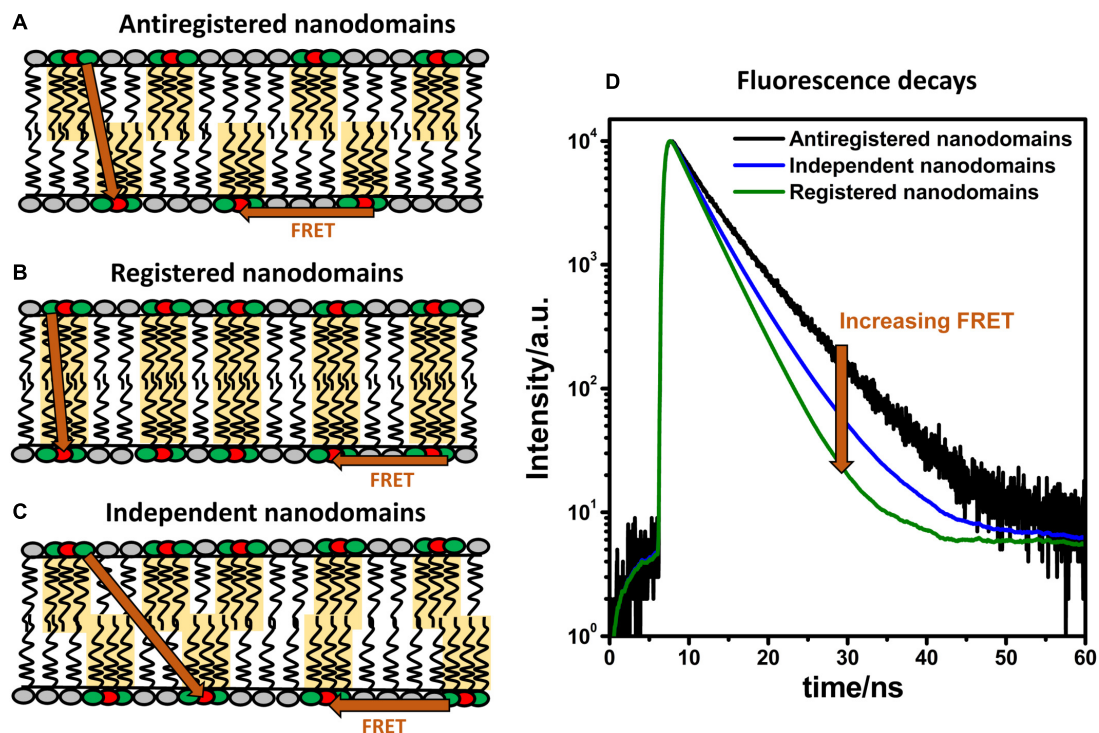 A
Antiregistered nanodomains
FRET
B
Registered nanodomains
FRET
C
Independent nanodomains
FRET
D
Fluorescence decays
Antiregistered nanodomains
Independent nanodomains
Registered nanodomains
Increasing FRET
Intensity/a.u.
10⁴
10³
10²
10¹
10⁰
0 10 20 30 40 50 60
time/ns